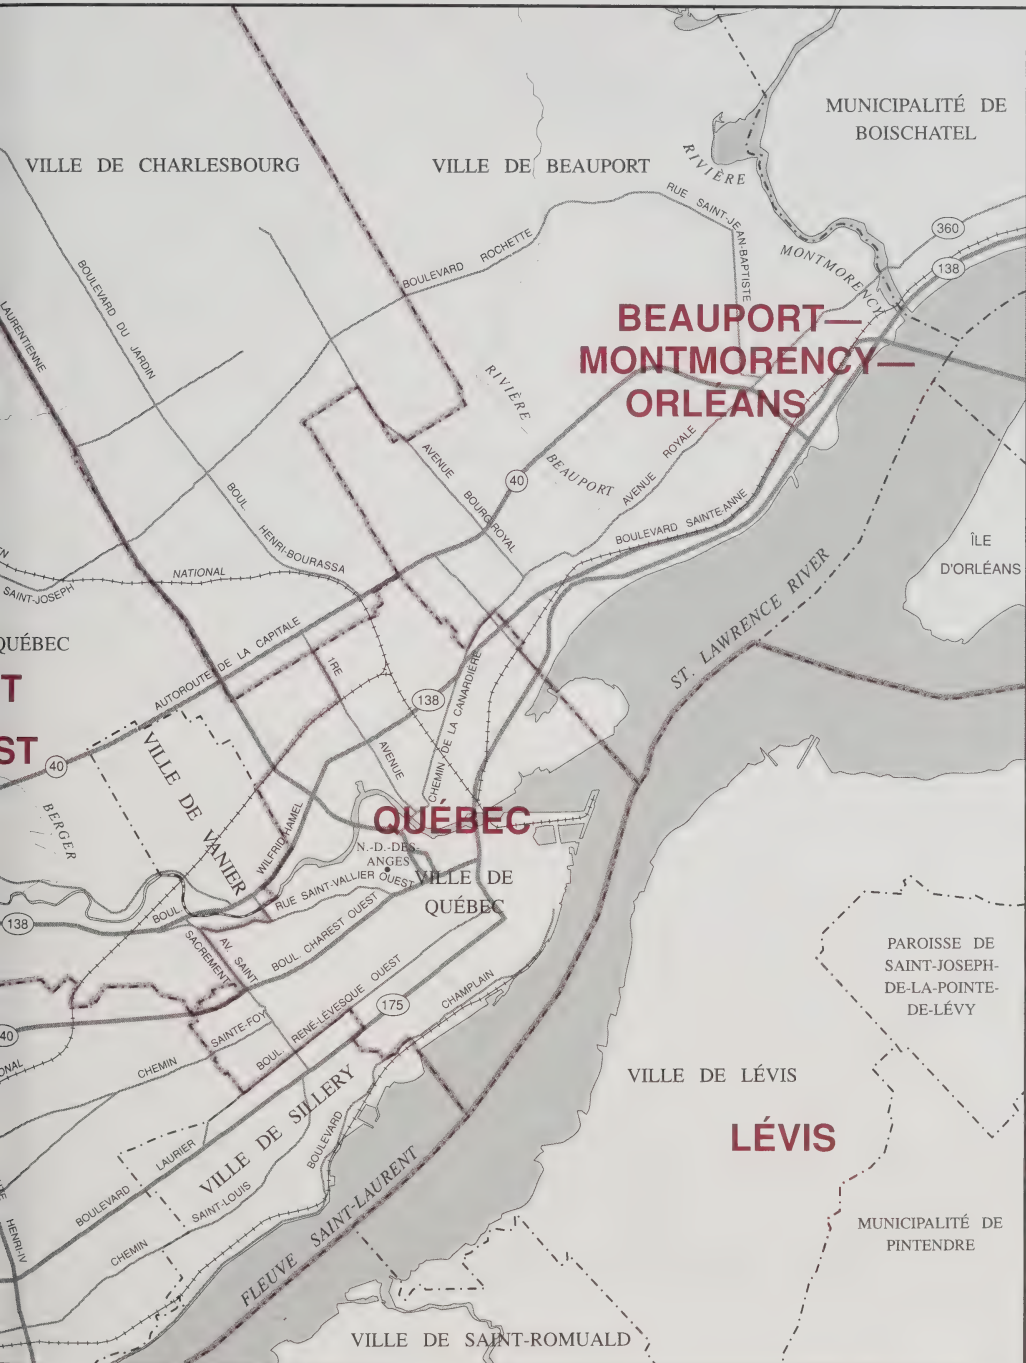 MUNICIPALITÉ DE
BOISCHATEL
VILLE DE CHARLESBOURG
VILLE DE BEAUPORT
RIVIÈRE
RUE SAINT-JEAN-BAPTISTE
360
MONTMORENCY
138
BOULEVARD ROCHETTE
BOULEVARD DU JARDIN
LAURENTIENNE
BEAUPORT—
MONTMORENCY—
ORLÉANS
RIVIÈRE
BEAUPORT
AVENUE ROYALE
AVENUE
BOURG-ROYAL
40
BOUL HENRI-BOURASSA
BOULEVARD SAINTE-ANNE
ÎLE
D'ORLÉANS
NATIONAL
SAINT-JOSEPH
QUÉBEC
T
ST
AUTOROUTE DE LA CAPITALE
1RE
AVENUE
138
CHEMIN DE LA CANARDIÈRE
ST. LAWRENCE RIVER
40
VILLE DE VANIER
BERGER
WILFRID-HAMEL
QUÉBEC
N.-D.-DES-
ANGES
VILLE DE
QUÉBEC
RUE SAINT-VALLIER OUEST
BOUL.
138
AV. SAINT
SACREMENT
BOUL. CHAREST OUEST
PAROISSE DE
SAINT-JOSEPH-
DE-LA-POINTE-
DE-LÉVY
BOUL. RENÉ-LÉVESQUE OUEST
175
CHAMPLAIN
40
ONAL
CHEMIN SAINTE-FOY
VILLE DE LÉVIS
LÉVIS
VILLE DE SILLERY
BOULEVARD
BOULEVARD LAURIER
CHEMIN SAINT-LOUIS
HENRI-IV
FLEUVE SAINT-LAURENT
MUNICIPALITÉ DE
PINTENDRE
VILLE DE SAINT-ROMUALD